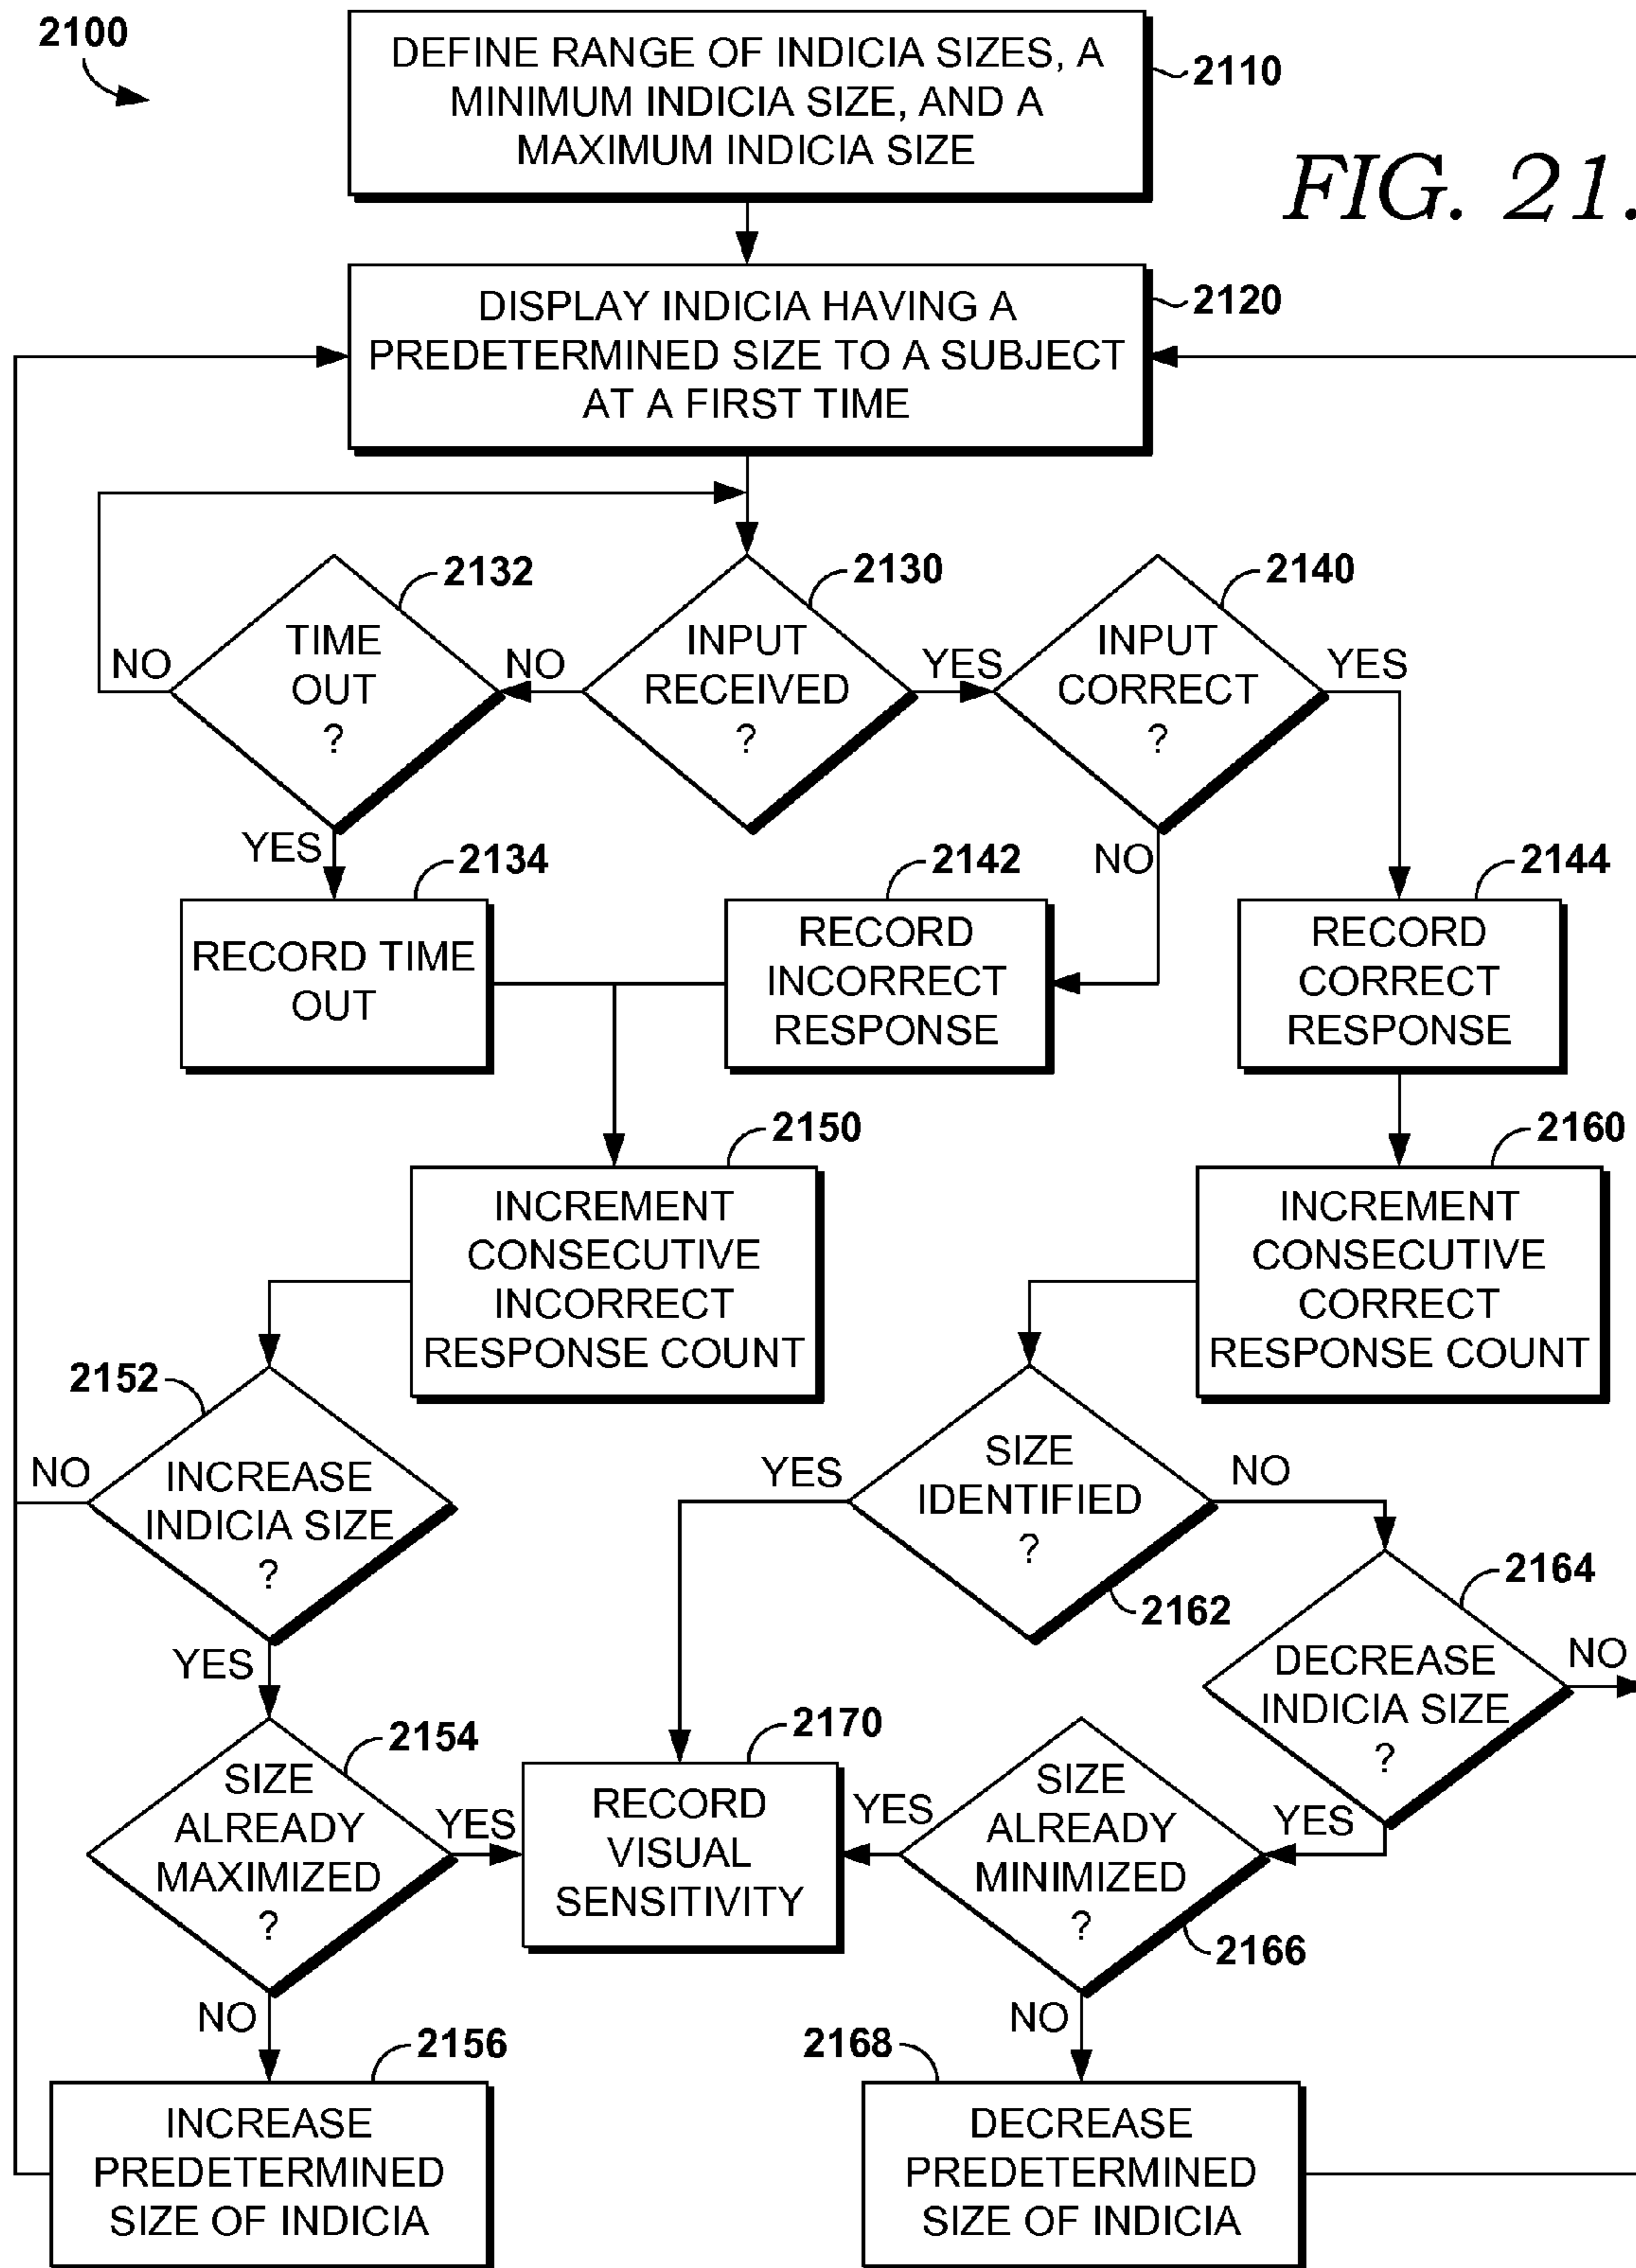 2100
DEFINE RANGE OF INDICIA SIZES, A
MINIMUM INDICIA SIZE, AND A
MAXIMUM INDICIA SIZE
2110
FIG. 21.
DISPLAY INDICIA HAVING A
PREDETERMINED SIZE TO A SUBJECT
AT A FIRST TIME
2120
2132
TIME
OUT
?
NO
NO
YES
2130
INPUT
RECEIVED
?
YES
2140
INPUT
CORRECT
?
YES
NO
2134
RECORD TIME
OUT
2142
RECORD
INCORRECT
RESPONSE
2144
RECORD
CORRECT
RESPONSE
2150
INCREMENT
CONSECUTIVE
INCORRECT
RESPONSE COUNT
2160
INCREMENT
CONSECUTIVE
CORRECT
RESPONSE COUNT
2152
NO
INCREASE
INDICIA SIZE
?
YES
YES
SIZE
IDENTIFIED
?
NO
2162
2164
DECREASE
INDICIA SIZE
?
NO
YES
2154
SIZE
ALREADY
MAXIMIZED
?
YES
NO
2170
RECORD
VISUAL
SENSITIVITY
YES
SIZE
ALREADY
MINIMIZED
?
2166
NO
2156
INCREASE
PREDETERMINED
SIZE OF INDICIA
2168
DECREASE
PREDETERMINED
SIZE OF INDICIA